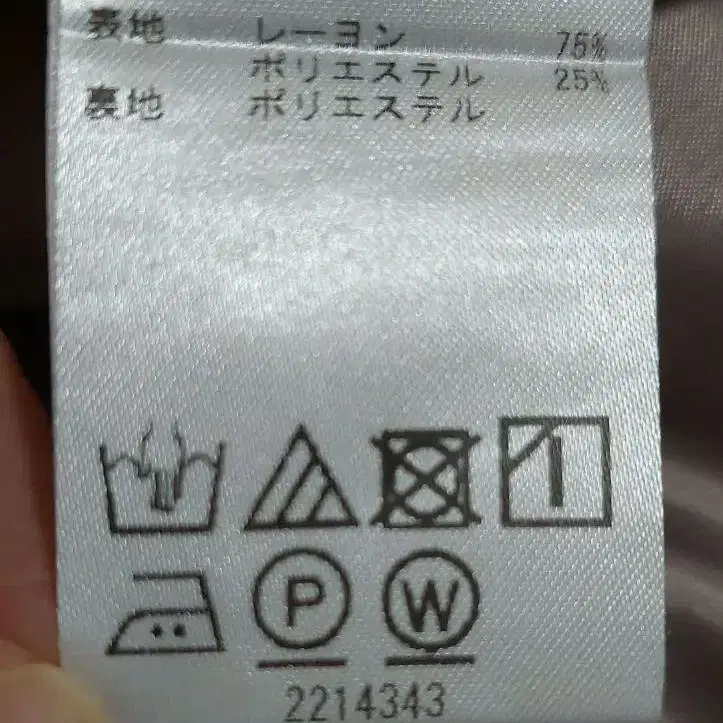 表地 レーヨン 75%
ポリエステル 25%
裏地 ポリエステル
P W
2214343